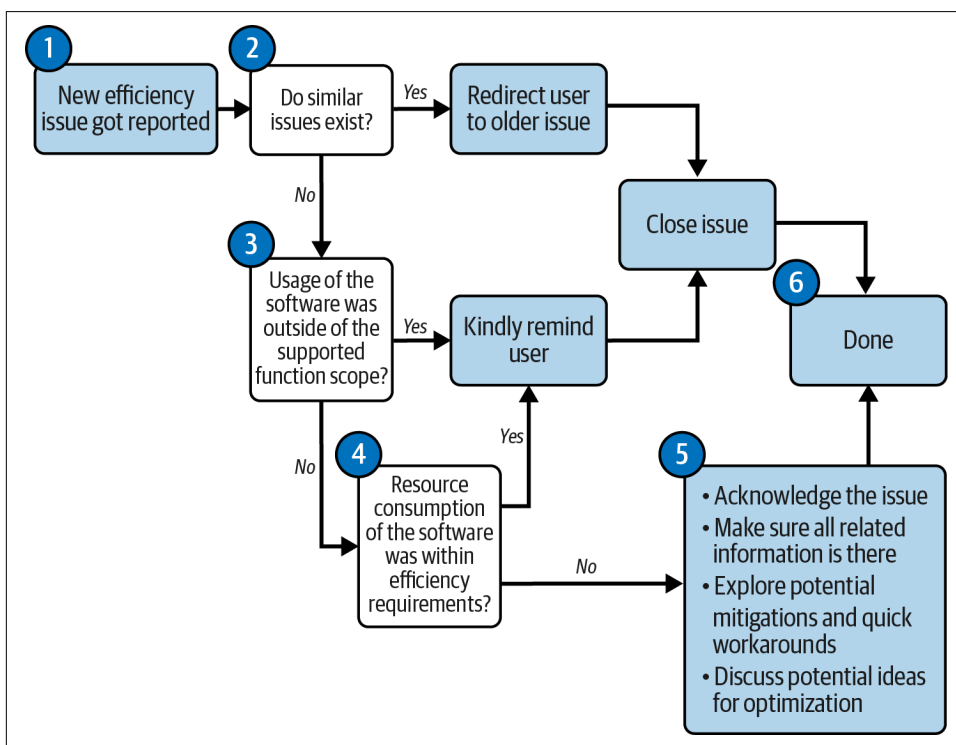 1
New efficiency
issue got reported
2
Do similar
issues exist?
Yes
Redirect user
to older issue
No
Close issue
3
Usage of the
software was
outside of the
supported
function scope?
Yes
Kindly remind
user
6
Done
No
4
Resource
consumption
of the software
was within
efficiency
requirements?
Yes
No
5
• Acknowledge the issue
• Make sure all related
information is there
• Explore potential
mitigations and quick
workarounds
• Discuss potential ideas
for optimization